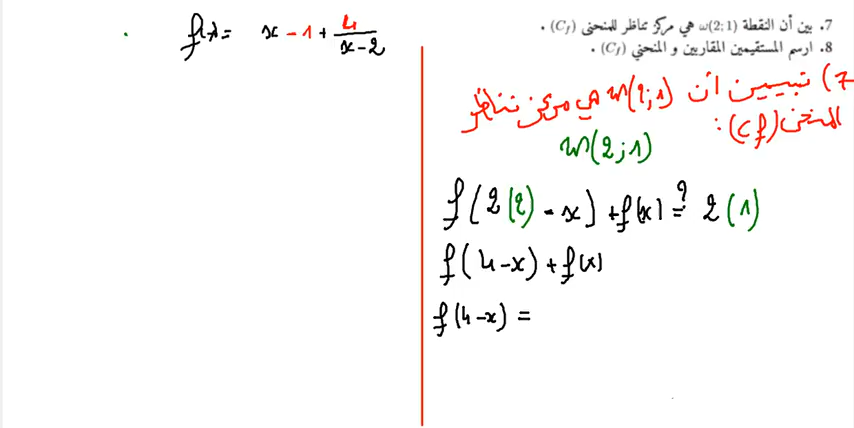 f(x) = x - 1 + 4/(x-2)
7. بين أن النقطة ω(2;1) هي مركز تناظر للمنحنى (Cf) .
8. ارسم المستقيمين المقاربين و المنحني (Cf) .
7) تبيين أن ω(2;1) هي مركز تناظر
المنحنى (Cf) :
ω(2;1)
f(2(2) - x) + f(x) ≟ 2(1)
f(4-x) + f(x)
f(4-x) =